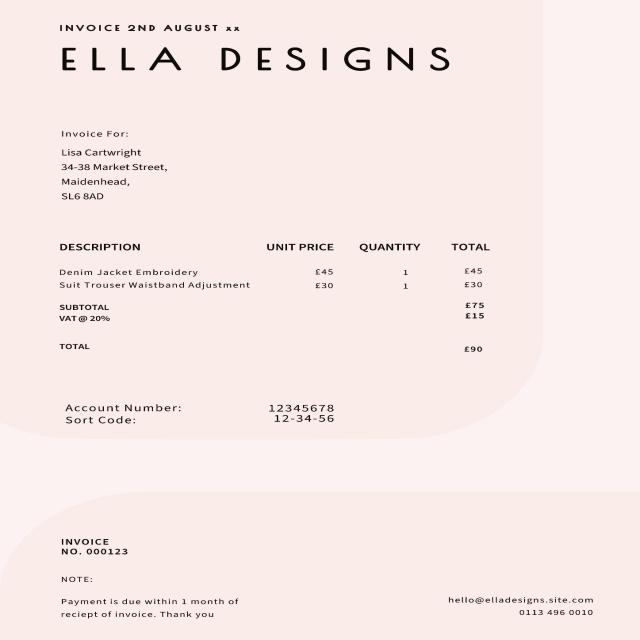 INVOICE 2ND AUGUST xx
ELLA DESIGNS
Invoice For:
Lisa Cartwright
34-38 Market Street,
Maidenhead,
SL6 8AD
DESCRIPTION UNIT PRICE QUANTITY TOTAL
Denim Jacket Embroidery £45 1 £45
Suit Trouser Waistband Adjustment £30 1 £30
SUBTOTAL £75
VAT@ 20% £15
TOTAL £90
Account Number: 12345678
Sort Code: 12-34-56
INVOICE
NO. 000123
NOTE:
Payment is due within 1 month of
reciept of invoice. Thank you
hello@elladesigns.site.com
0113 496 0010